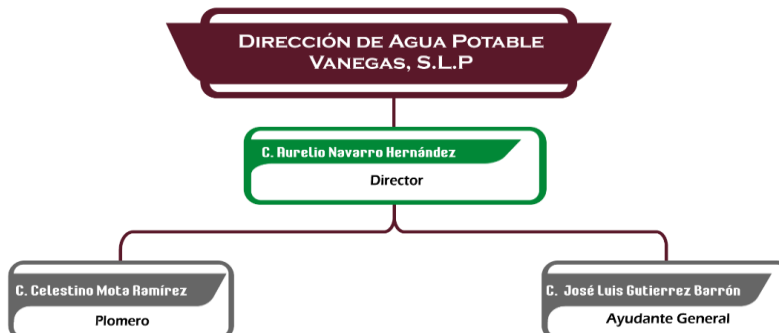 DIRECCIÓN DE AGUA POTABLE
VANEGAS, S.L.P
C. Aurelio Navarro Hernández
Director
C. Celestino Mota Ramírez
Plomero
C. José Luis Gutierrez Barrón
Ayudante General